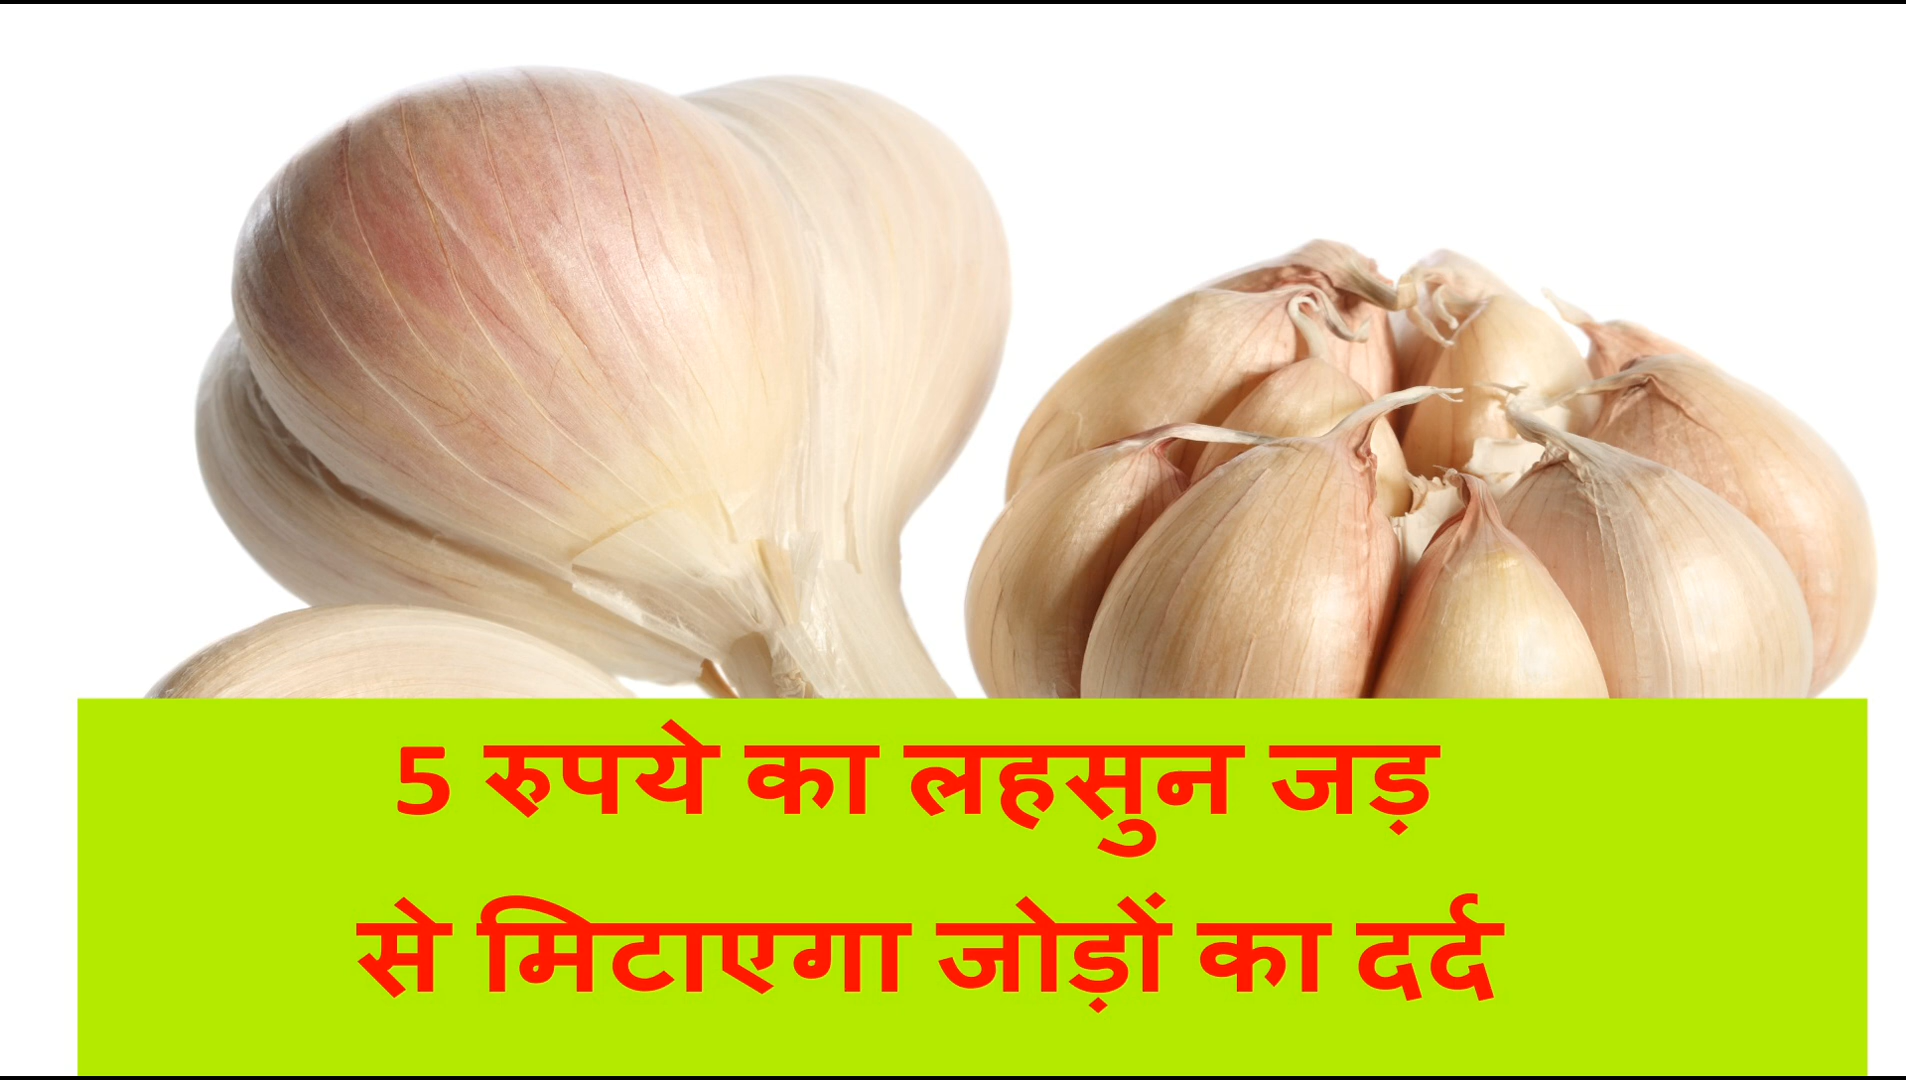 5 रुपये का लहसुन जड़
से मिटाएगा जोड़ों का दर्द